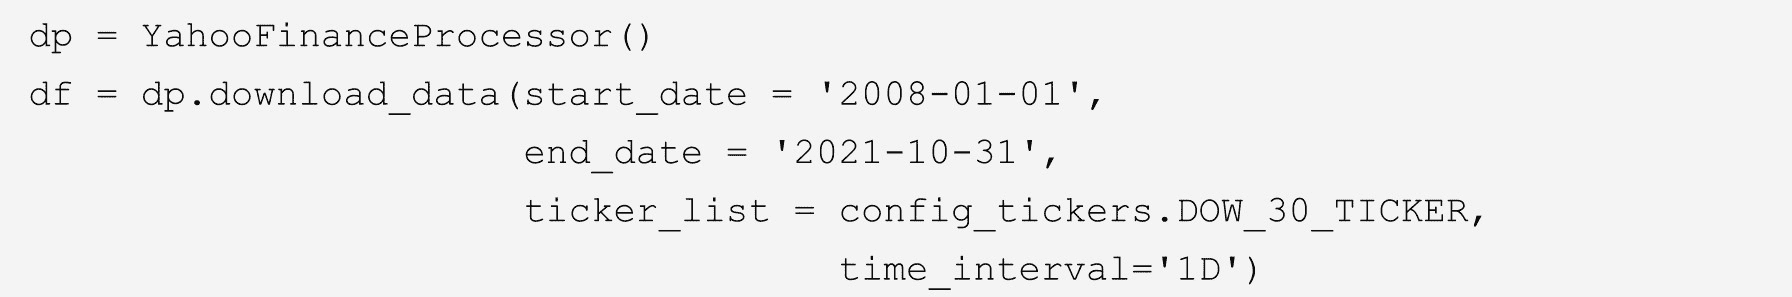 dp = YahooFinanceProcessor()
df = dp.download_data(start_date = '2008-01-01',
end_date = '2021-10-31',
ticker_list = config_tickers.DOW_30_TICKER,
time_interval='1D')